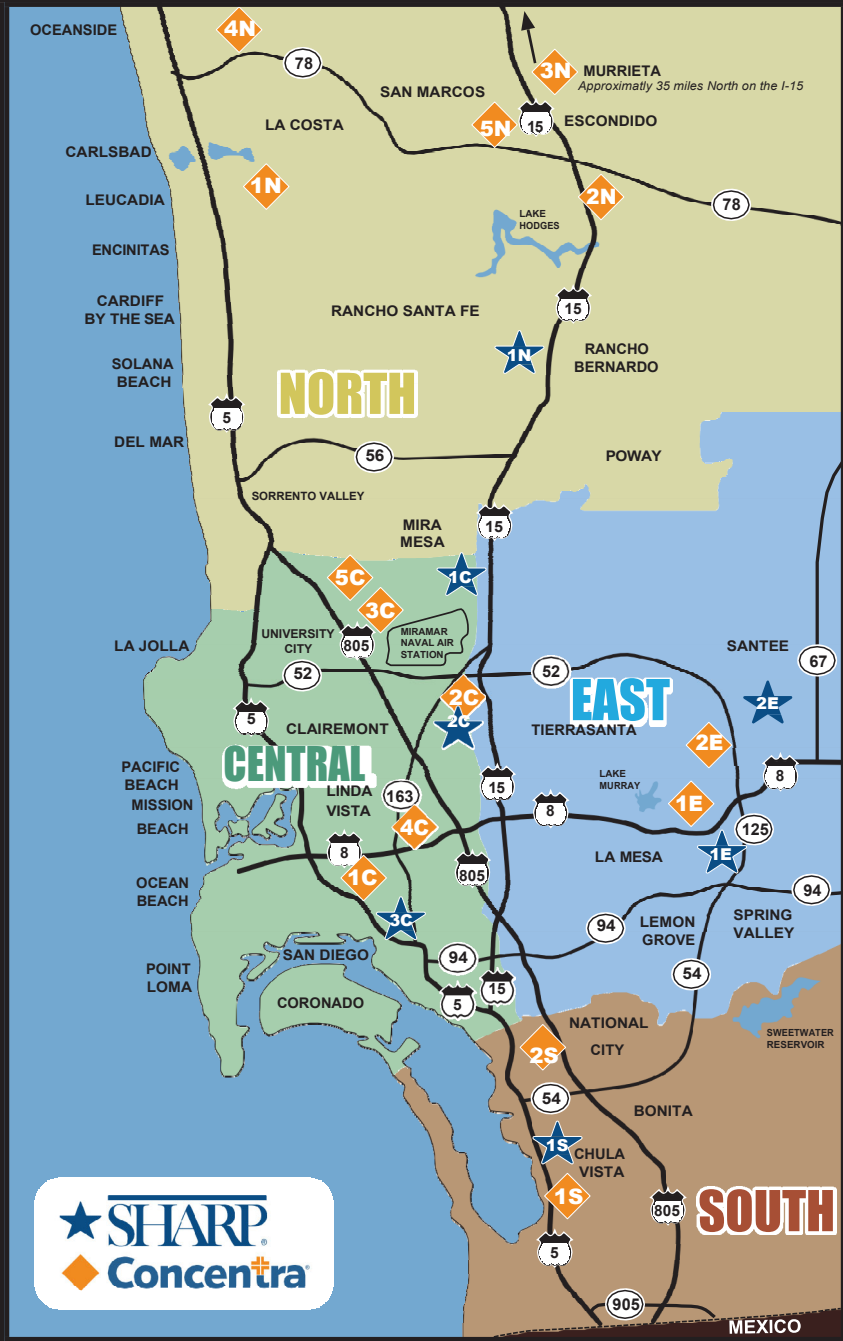 OCEANSIDE
4N
78
3N
MURRIETA
Approximatly 35 miles North on the I-15
SAN MARCOS
5N
15
ESCONDIDO
LA COSTA
CARLSBAD
1N
2N
LEUCADIA
78
LAKE
HODGES
ENCINITAS
CARDIFF
BY THE SEA
RANCHO SANTA FE
15
1N
RANCHO
BERNARDO
SOLANA
BEACH
NORTH
5
DEL MAR
56
POWAY
SORRENTO VALLEY
MIRA
MESA
15
5C
1C
3C
LA JOLLA
UNIVERSITY
CITY
805
MIRAMAR
NAVAL AIR
STATION
SANTEE
67
52
52
EAST
2C
2E
5
2C
CLAIREMONT
TIERRASANTA
2E
CENTRAL
PACIFIC
BEACH
8
LINDA
VISTA
163
15
LAKE
MURRAY
MISSION
BEACH
1E
8
4C
125
8
LA MESA
1E
1C
805
OCEAN
BEACH
94
3C
94
LEMON
GROVE
SPRING
VALLEY
SAN DIEGO
94
POINT
LOMA
54
CORONADO
5
15
NATIONAL
CITY
SWEETWATER
RESERVOIR
2S
54
BONITA
1S
CHULA
VISTA
1S
805
SOUTH
5
SHARP®
Concentra®
905
MEXICO